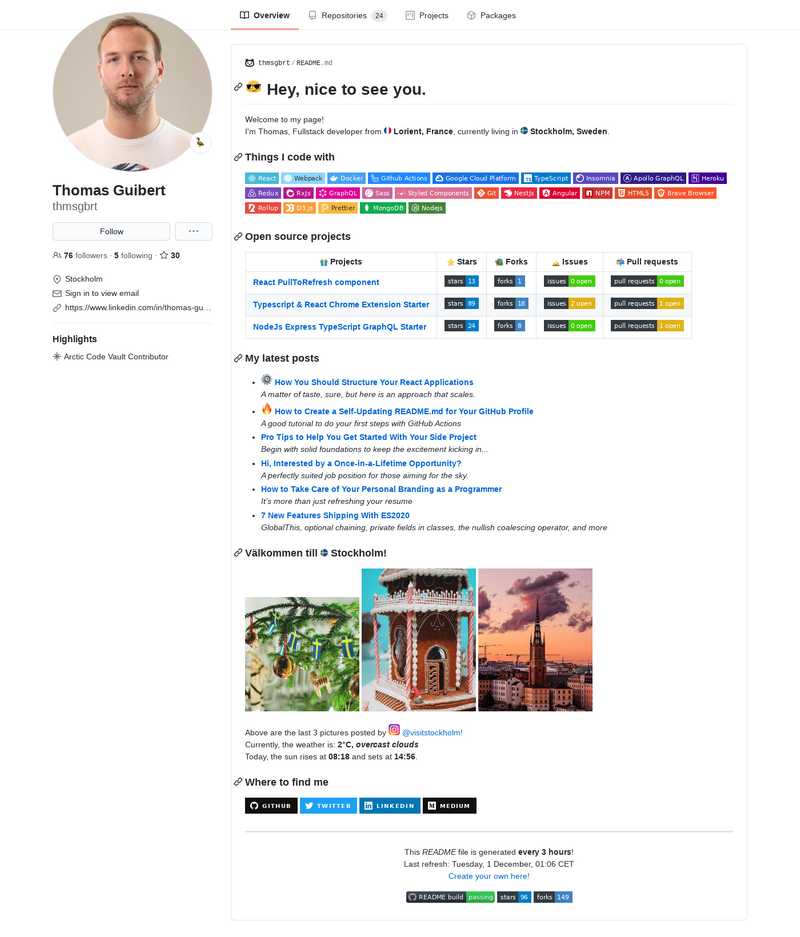 Overview
Repositories 24
Projects
Packages
Thomas Guibert
thmsgbrt
Follow
...
76 followers · 5 following · 30
Stockholm
Sign in to view email
https://www.linkedin.com/in/thomas-gu...
Highlights
Arctic Code Vault Contributor
thmsgbrt/README.md
Hey, nice to see you.
Welcome to my page!
I'm Thomas, Fullstack developer from Lorient, France, currently living in Stockholm, Sweden.
Things I code with
React Webpack Docker Github Actions Google Cloud Platform TypeScript Insomnia Apollo GraphQL Heroku
Redux RxJs GraphQL Sass Styled Components Git NestJs Angular NPM HTML5 Brave Browser
Rollup D3.js Prettier MongoDB Nodejs
Open source projects
Projects Stars Forks Issues Pull requests
React PullToRefresh component stars 13 forks 1 issues 0 open pull requests 0 open
Typescript & React Chrome Extension Starter stars 89 forks 18 issues 2 open pull requests 1 open
NodeJs Express TypeScript GraphQL Starter stars 24 forks 8 issues 0 open pull requests 1 open
My latest posts
How You Should Structure Your React Applications
A matter of taste, sure, but here is an approach that scales.
How to Create a Self-Updating README.md for Your GitHub Profile
A good tutorial to do your first steps with GitHub Actions
Pro Tips to Help You Get Started With Your Side Project
Begin with solid foundations to keep the excitement kicking in...
Hi, Interested by a Once-in-a-Lifetime Opportunity?
A perfectly suited job position for those aiming for the sky.
How to Take Care of Your Personal Branding as a Programmer
It's more than just refreshing your resume
7 New Features Shipping With ES2020
GlobalThis, optional chaining, private fields in classes, the nullish coalescing operator, and more
Välkommen till Stockholm!
Above are the last 3 pictures posted by @visitstockholm!
Currently, the weather is: 2°C, overcast clouds
Today, the sun rises at 08:18 and sets at 14:56.
Where to find me
GITHUB TWITTER LINKEDIN MEDIUM
This README file is generated every 3 hours!
Last refresh: Tuesday, 1 December, 01:06 CET
Create your own here!
README build passing stars 96 forks 149